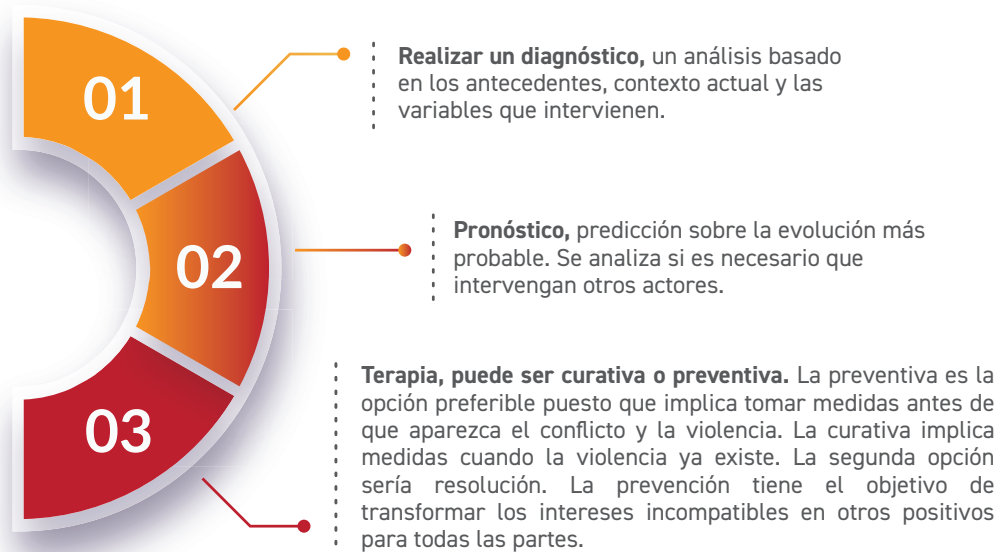 01
Realizar un diagnóstico, un análisis basado
en los antecedentes, contexto actual y las
variables que intervienen.
02
Pronóstico, predicción sobre la evolución más
probable. Se analiza si es necesario que
intervengan otros actores.
03
Terapia, puede ser curativa o preventiva. La preventiva es la
opción preferible puesto que implica tomar medidas antes de
que aparezca el conflicto y la violencia. La curativa implica
medidas cuando la violencia ya existe. La segunda opción
sería resolución. La prevención tiene el objetivo de
transformar los intereses incompatibles en otros positivos
para todas las partes.